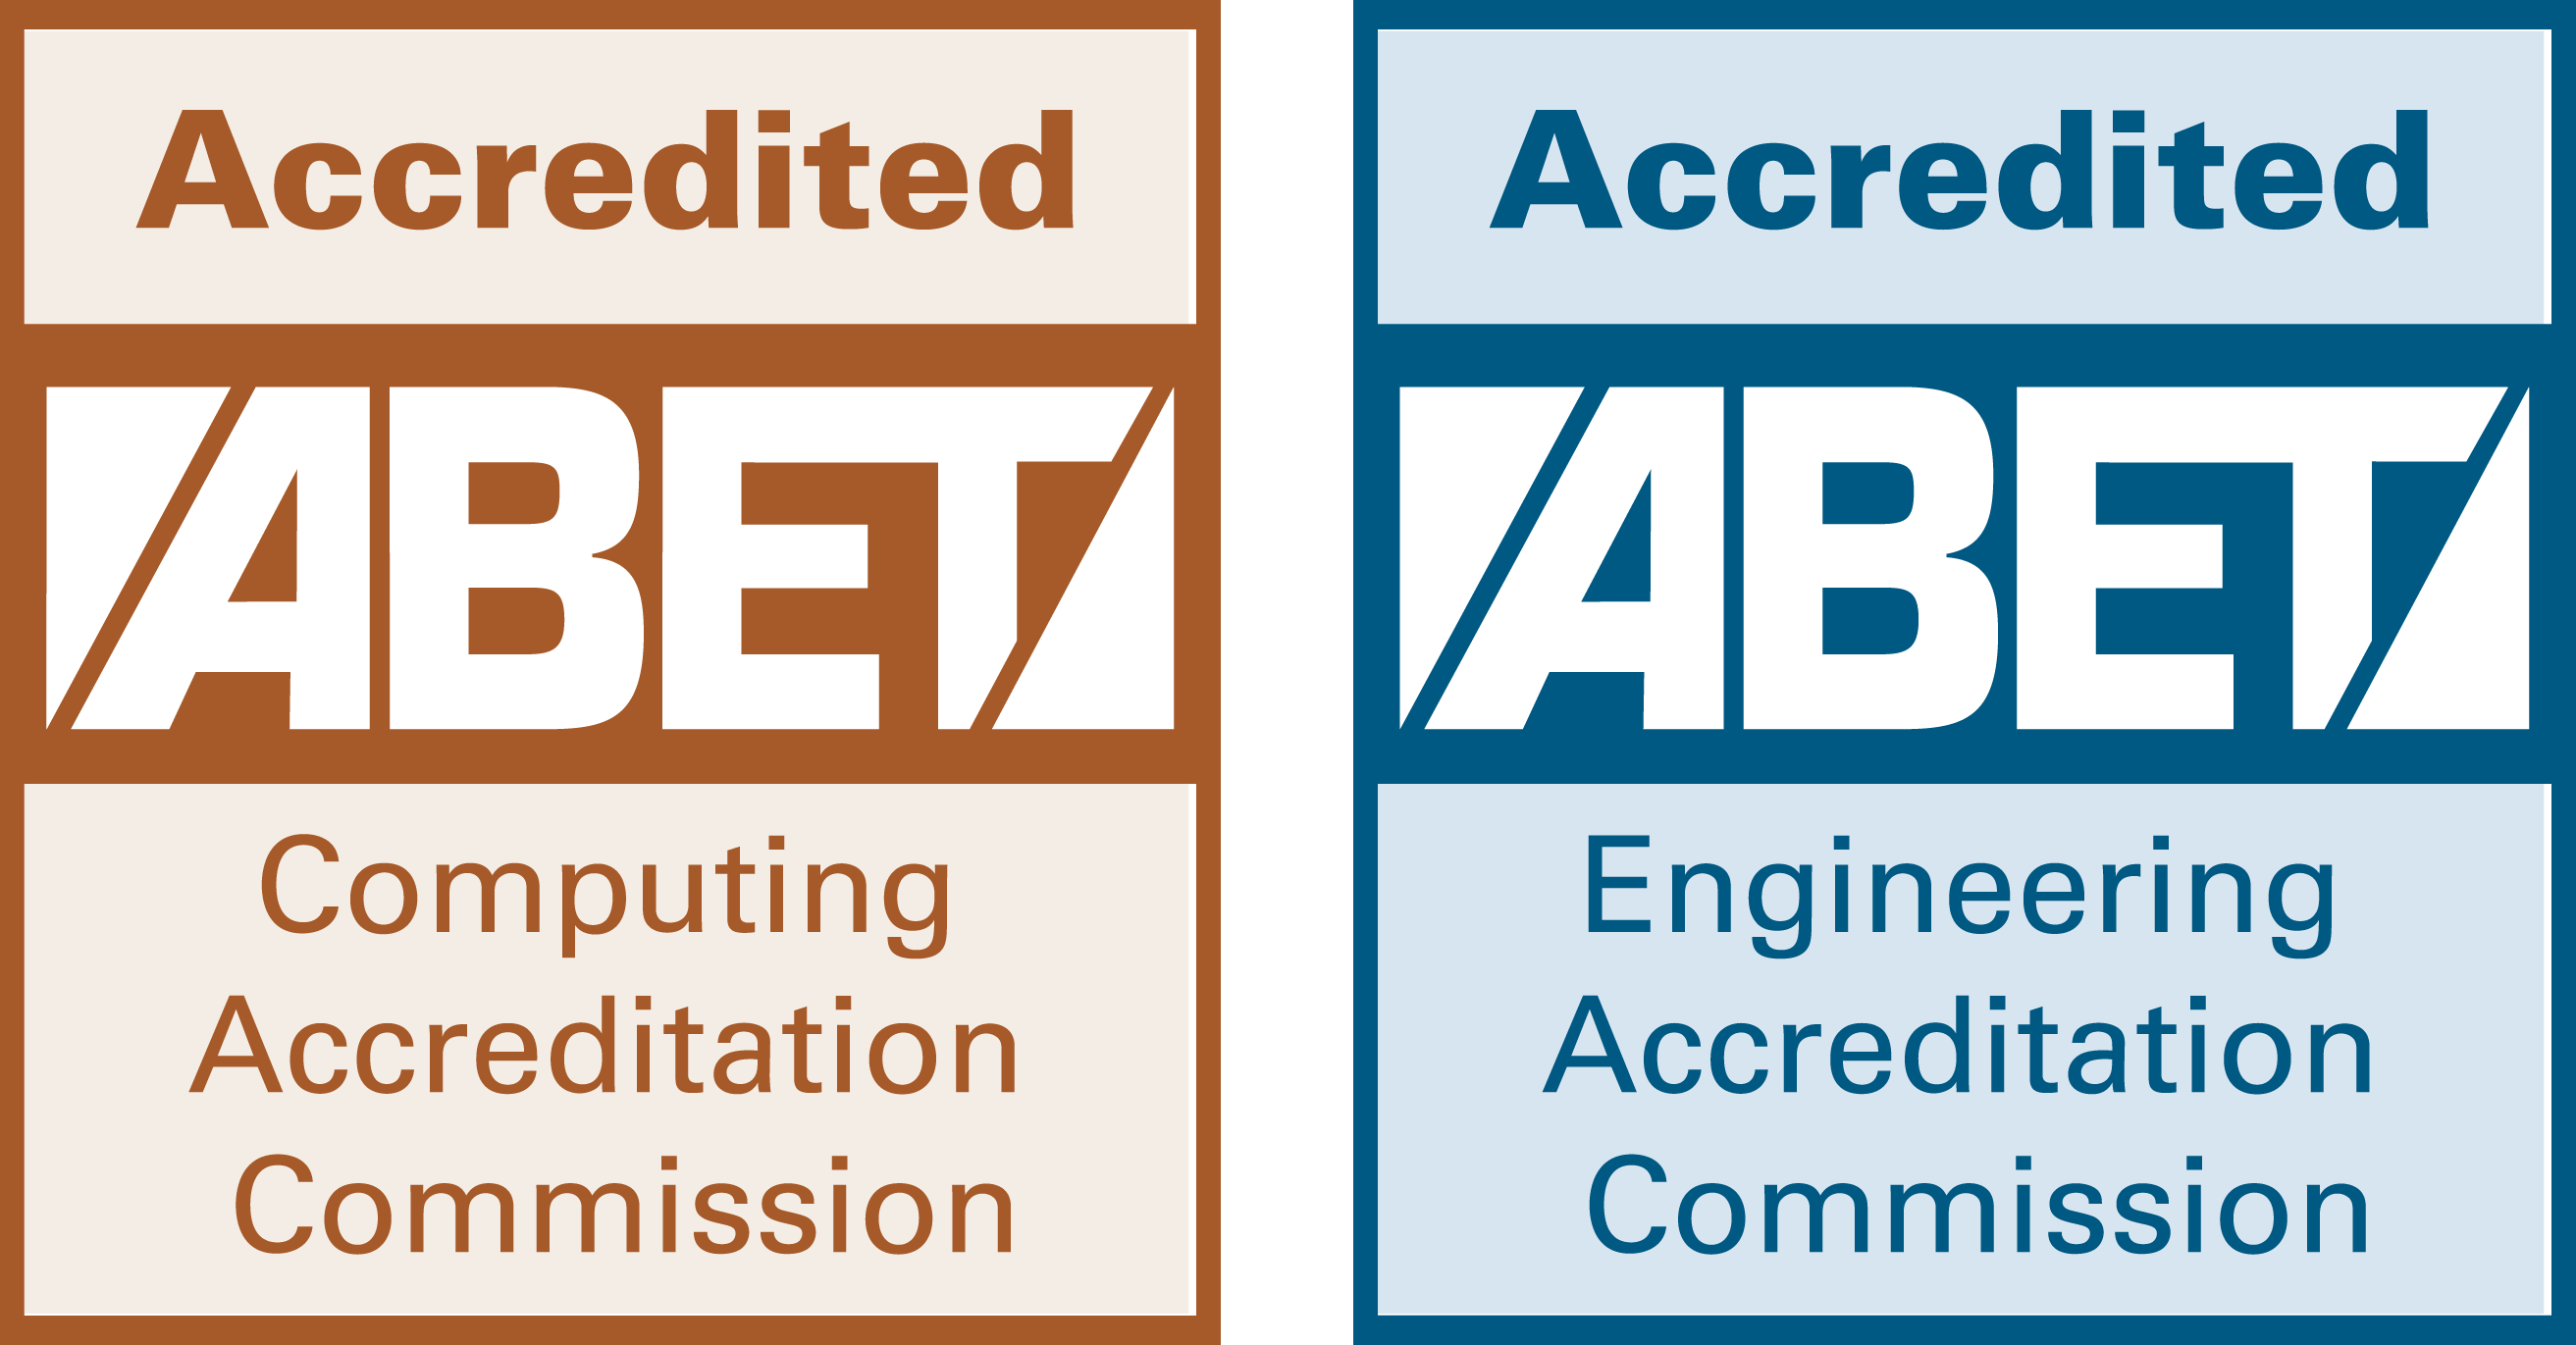 Accredited
ABET
Computing
Accreditation
Commission
Accredited
ABET
Engineering
Accreditation
Commission